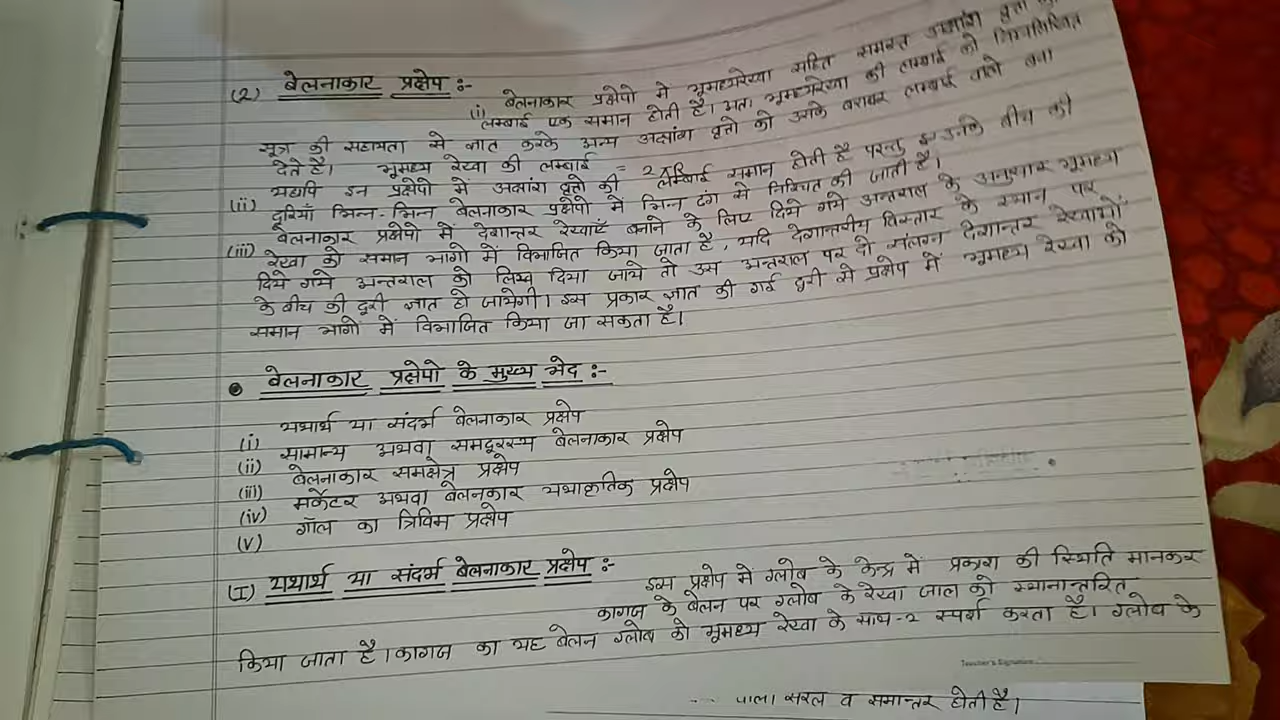 (2) बेलनाकार प्रक्षेप :-
(i) बेलनाकार प्रक्षेपो मे भूमध्यरेखा सहित समस्त अक्षांश वृत्तो की
लम्बाई एक समान होती है। अतः भूमध्यरेखा की लम्बाई को निम्नलिखित
सूत्र की सहायता से ज्ञात करके अन्य अक्षांश वृत्तो को उसके बराबर लम्बाई वाले बना
देते है। भूमध्य रेखा की लम्बाई = 2πR
(ii) यद्यपि इन प्रक्षेपो में अक्षांश वृत्तो की लम्बाई समान होती है परन्तु इनके बीच की
दूरियाँ भिन्न-भिन्न बेलनाकार प्रक्षेपो में भिन्न ढंग से निश्चित की जाती है।
(iii) बेलनाकार प्रक्षेपो मे देशान्तर रेखाएँ बनाने के लिए दिये गये अन्तराल के अनुसार भूमध्य
रेखा को समान भागो में विभाजित किया जाता है, यदि देशान्तरीय विस्तार के स्थान पर
दिये गये अन्तराल को लिख दिया जाये तो उस अन्तराल पर दो संलग्न देशान्तर रेखाओं
के बीच की दूरी ज्ञात हो जायेगी। इस प्रकार ज्ञात की गई दूरी से प्रक्षेप में भूमध्य रेखा को
समान भागो में विभाजित किया जा सकता है।
• बेलनाकार प्रक्षेपो के मुख्य भेद :-
(i) यथार्थ या संदर्भ बेलनाकार प्रक्षेप
(ii) सामान्य अथवा समदूरस्थ बेलनाकार प्रक्षेप
(iii) बेलनाकार समक्षेत्र प्रक्षेप
(iv) मर्केटर अथवा बेलनकार यथाकृतिक प्रक्षेप
(V) गॉल का त्रिविम प्रक्षेप
(I) यथार्थ या संदर्भ बेलनाकार प्रक्षेप :-
इस प्रक्षेप मे ग्लोब के केन्द्र में प्रकाश की स्थिति मानकर
कागज के बेलन पर ग्लोब के रेखा जाल को स्थानान्तरित
किया जाता है। कागज का यह बेलन ग्लोब को भूमध्य रेखा के साथ-2 स्पर्श करता है। ग्लोब के
Teacher's Signature
सरल व समान्तर होती है।